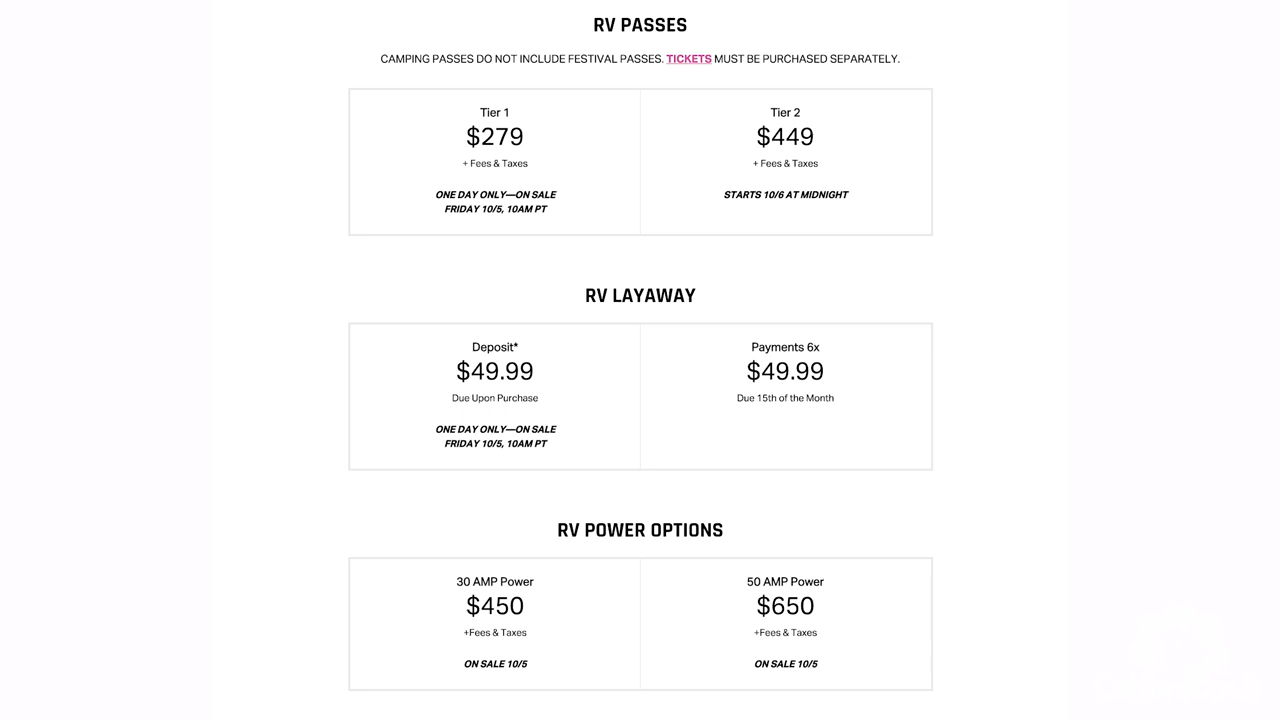 RV PASSES
CAMPING PASSES DO NOT INCLUDE FESTIVAL PASSES. TICKETS MUST BE PURCHASED SEPARATELY.
Tier 1
$279
+ Fees & Taxes
ONE DAY ONLY—ON SALE
FRIDAY 10/5, 10AM PT
Tier 2
$449
+ Fees & Taxes
STARTS 10/6 AT MIDNIGHT
RV LAYAWAY
Deposit*
$49.99
Due Upon Purchase
ONE DAY ONLY—ON SALE
FRIDAY 10/5, 10AM PT
Payments 6x
$49.99
Due 15th of the Month
RV POWER OPTIONS
30 AMP Power
$450
+Fees & Taxes
ON SALE 10/5
50 AMP Power
$650
+Fees & Taxes
ON SALE 10/5